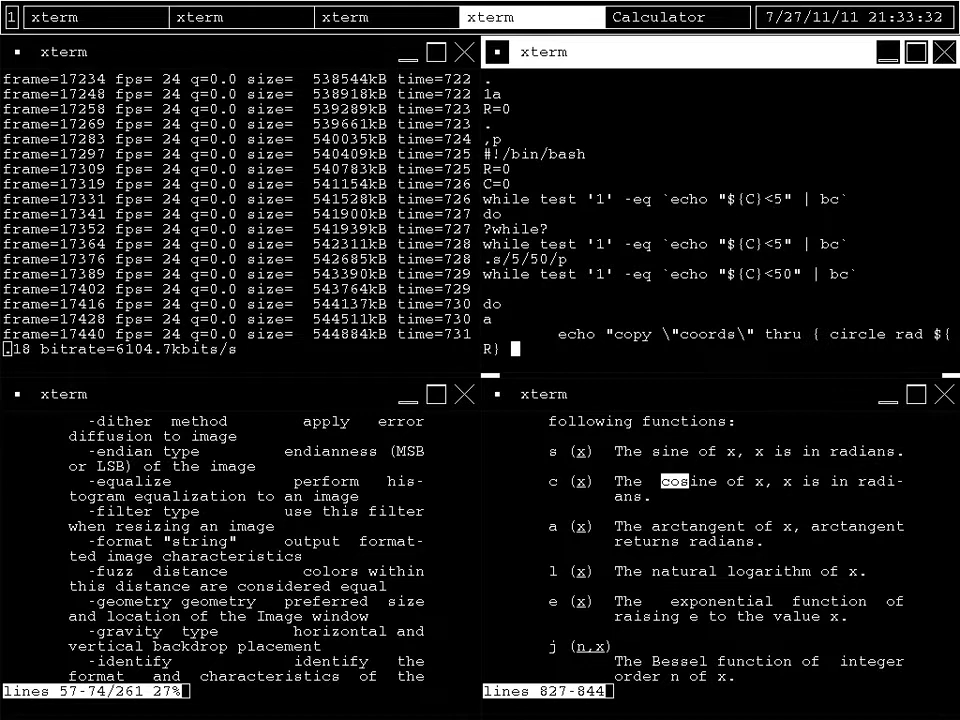 1 xterm xterm xterm xterm Calculator 7/27/11/11 21:33:32
xterm
frame=17234 fps= 24 q=0.0 size=  538544kB time=722
frame=17248 fps= 24 q=0.0 size=  538918kB time=722
frame=17258 fps= 24 q=0.0 size=  539289kB time=723
frame=17269 fps= 24 q=0.0 size=  539661kB time=723
frame=17283 fps= 24 q=0.0 size=  540035kB time=724
frame=17297 fps= 24 q=0.0 size=  540409kB time=725
frame=17309 fps= 24 q=0.0 size=  540783kB time=725
frame=17319 fps= 24 q=0.0 size=  541154kB time=726
frame=17331 fps= 24 q=0.0 size=  541528kB time=726
frame=17341 fps= 24 q=0.0 size=  541900kB time=727
frame=17352 fps= 24 q=0.0 size=  541939kB time=727
frame=17364 fps= 24 q=0.0 size=  542311kB time=728
frame=17376 fps= 24 q=0.0 size=  542685kB time=728
frame=17389 fps= 24 q=0.0 size=  543390kB time=729
frame=17402 fps= 24 q=0.0 size=  543764kB time=729
frame=17416 fps= 24 q=0.0 size=  544137kB time=730
frame=17428 fps= 24 q=0.0 size=  544511kB time=730
frame=17440 fps= 24 q=0.0 size=  544884kB time=731
.18 bitrate=6104.7kbits/s
xterm
.
1a
R=0
.
,p
#!/bin/bash
R=0
C=0
while test '1' -eq `echo "${C}<5" | bc`
do
?while?
while test '1' -eq `echo "${C}<5" | bc`
.s/5/50/p
while test '1' -eq `echo "${C}<50" | bc`
do
a
echo "copy \"coords\" thru { circle rad ${
R}
xterm
-dither method apply error
diffusion to image
-endian type endianness (MSB
or LSB) of the image
-equalize perform his-
togram equalization to an image
-filter type use this filter
when resizing an image
-format "string" output format-
ted image characteristics
-fuzz distance colors within
this distance are considered equal
-geometry geometry preferred size
and location of the Image window
-gravity type horizontal and
vertical backdrop placement
-identify identify the
format and characteristics of the
lines 57-74/261 27%
xterm
following functions:
s (x) The sine of x, x is in radians.
c (x) The cosine of x, x is in radi-
ans.
a (x) The arctangent of x, arctangent
returns radians.
l (x) The natural logarithm of x.
e (x) The exponential function of
raising e to the value x.
j (n,x)
The Bessel function of integer
order n of x.
lines 827-844